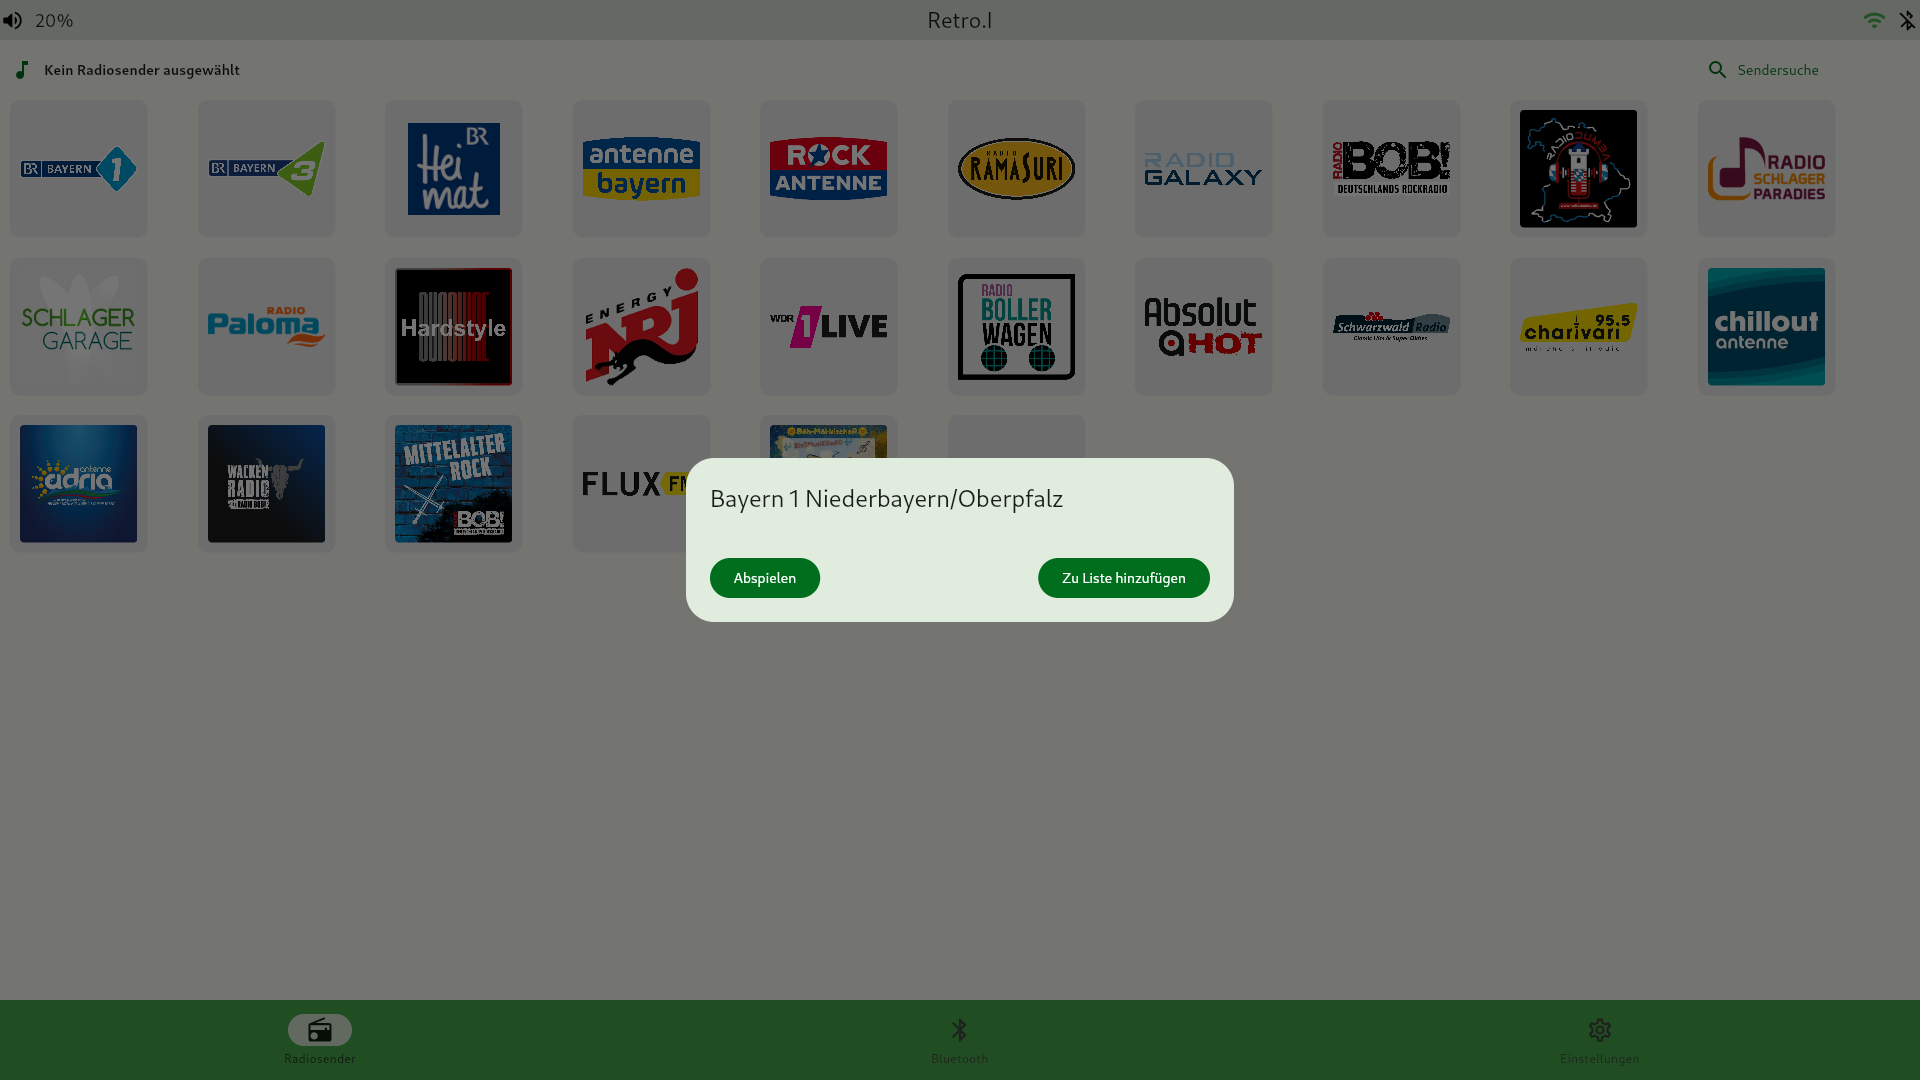 20%
Retro.I
Kein Radiosender ausgewählt
Sendersuche
BR BAYERN 1
BR BAYERN 3
BR
Hei
mat
antenne
bayern
ROCK
ANTENNE
RADIO
RAMASURI
RADIO
GALAXY
RADIO
BOB!
DEUTSCHLANDS ROCKRADIO
RADIO
SCHLAGER
PARADIES
SCHLAGER
GARAGE
RADIO
Paloma
Hardstyle
ENERGY
NRJ
WDR 1LIVE
RADIO
BOLLER
WAGEN
Absolut
HOT
Schwarzwald Radio
95.5
charivari
chillout
antenne
antenne
adria
WACKEN
RADIO
MITTELALTER
ROCK
BOB!
FLUX FM
Bayern 1 Niederbayern/Oberpfalz
Abspielen
Zu Liste hinzufügen
Radiosender
Bluetooth
Einstellungen